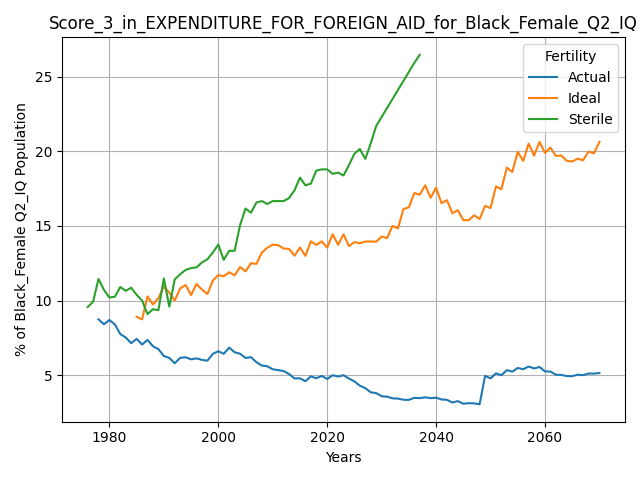 Score_3_in_EXPENDITURE_FOR_FOREIGN_AID_for_Black_Female_Q2_IQ
Fertility
Actual
Ideal
Sterile
% of Black_Female Q2_IQ Population
25
20
15
10
5
1980
2000
2020
2040
2060
Years